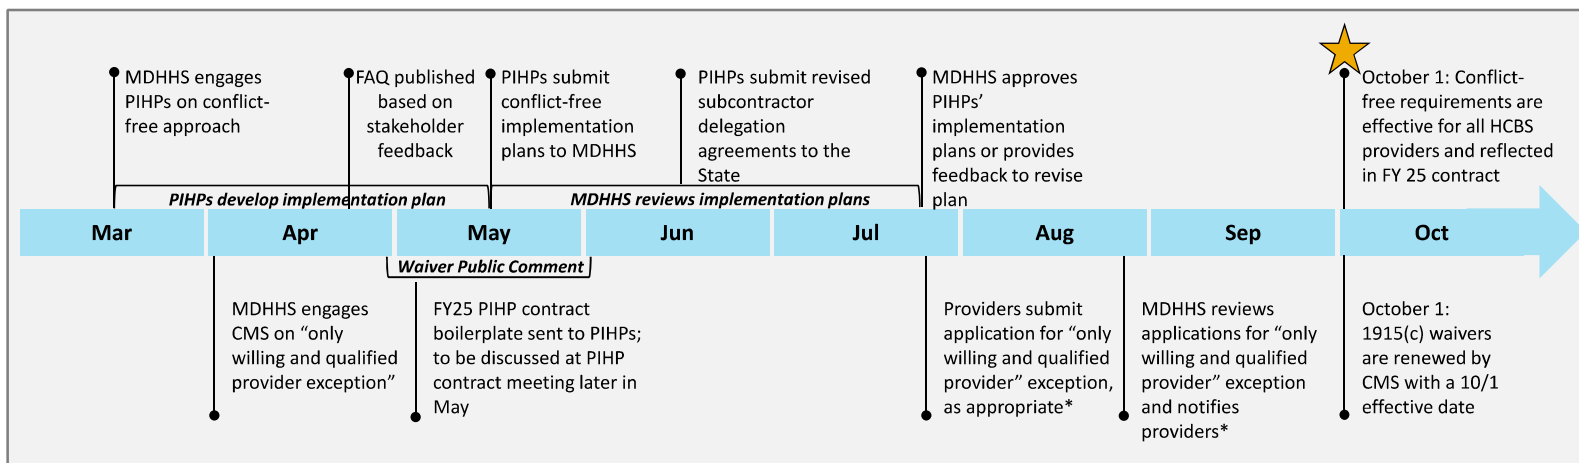 MDHHS engages
PIHPs on conflict-
free approach
FAQ published
based on
stakeholder
feedback
PIHPs submit
conflict-free
implementation
plans to MDHHS
PIHPs submit revised
subcontractor
delegation
agreements to the
State
MDHHS approves
PIHPs’
implementation
plans or provides
feedback to revise
plan
October 1: Conflict-
free requirements are
effective for all HCBS
providers and reflected
in FY 25 contract
PIHPs develop implementation plan
MDHHS reviews implementation plans
Mar
Apr
May
Jun
Jul
Aug
Sep
Oct
Waiver Public Comment
MDHHS engages
CMS on “only
willing and qualified
provider exception”
FY25 PIHP contract
boilerplate sent to PIHPs;
to be discussed at PIHP
contract meeting later in
May
Providers submit
application for “only
willing and qualified
provider” exception,
as appropriate*
MDHHS reviews
applications for “only
willing and qualified
provider” exception
and notifies
providers*
October 1:
1915(c) waivers
are renewed by
CMS with a 10/1
effective date